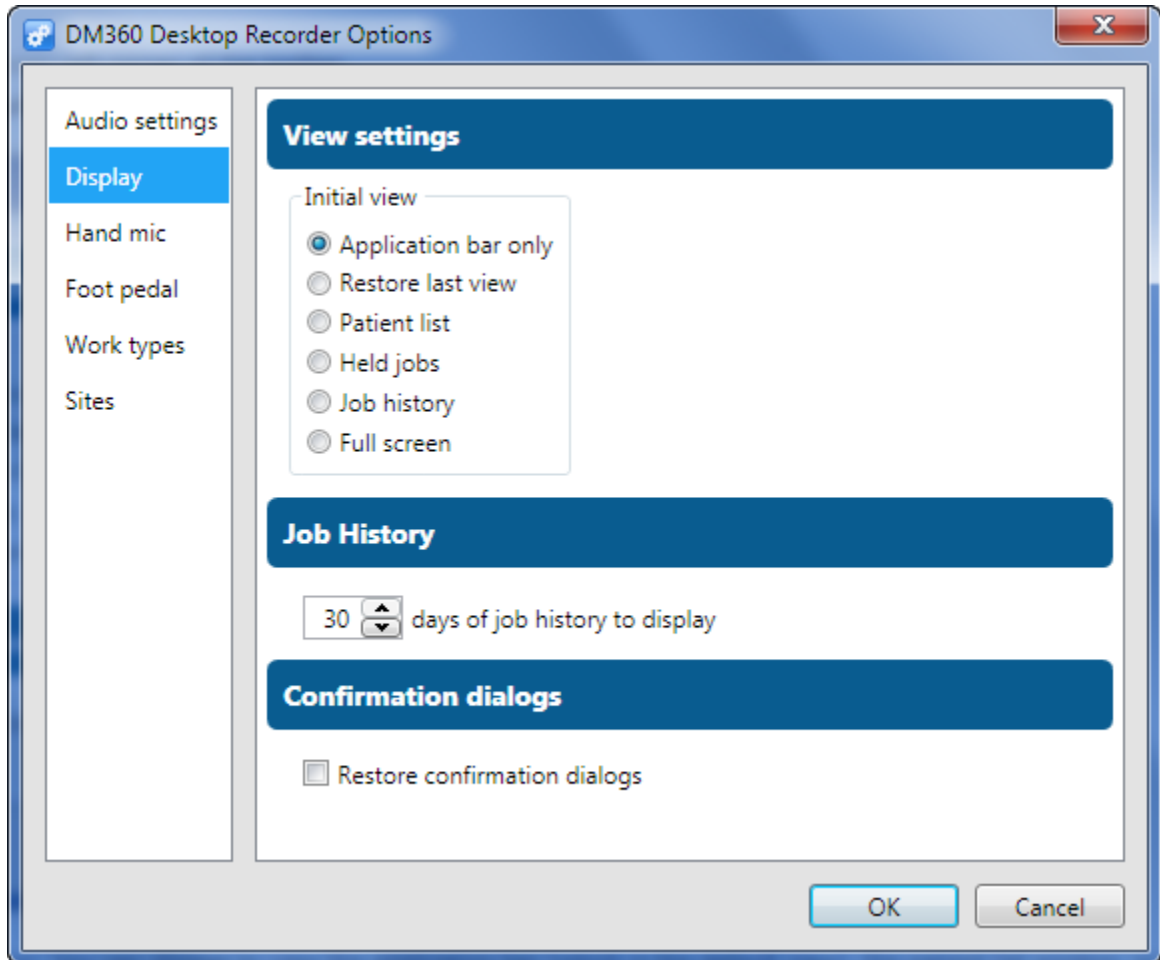 DM360 Desktop Recorder Options
Audio settings
Display
Hand mic
Foot pedal
Work types
Sites
View settings
Initial view
Application bar only
Restore last view
Patient list
Held jobs
Job history
Full screen
Job History
30 days of job history to display
Confirmation dialogs
Restore confirmation dialogs
OK Cancel